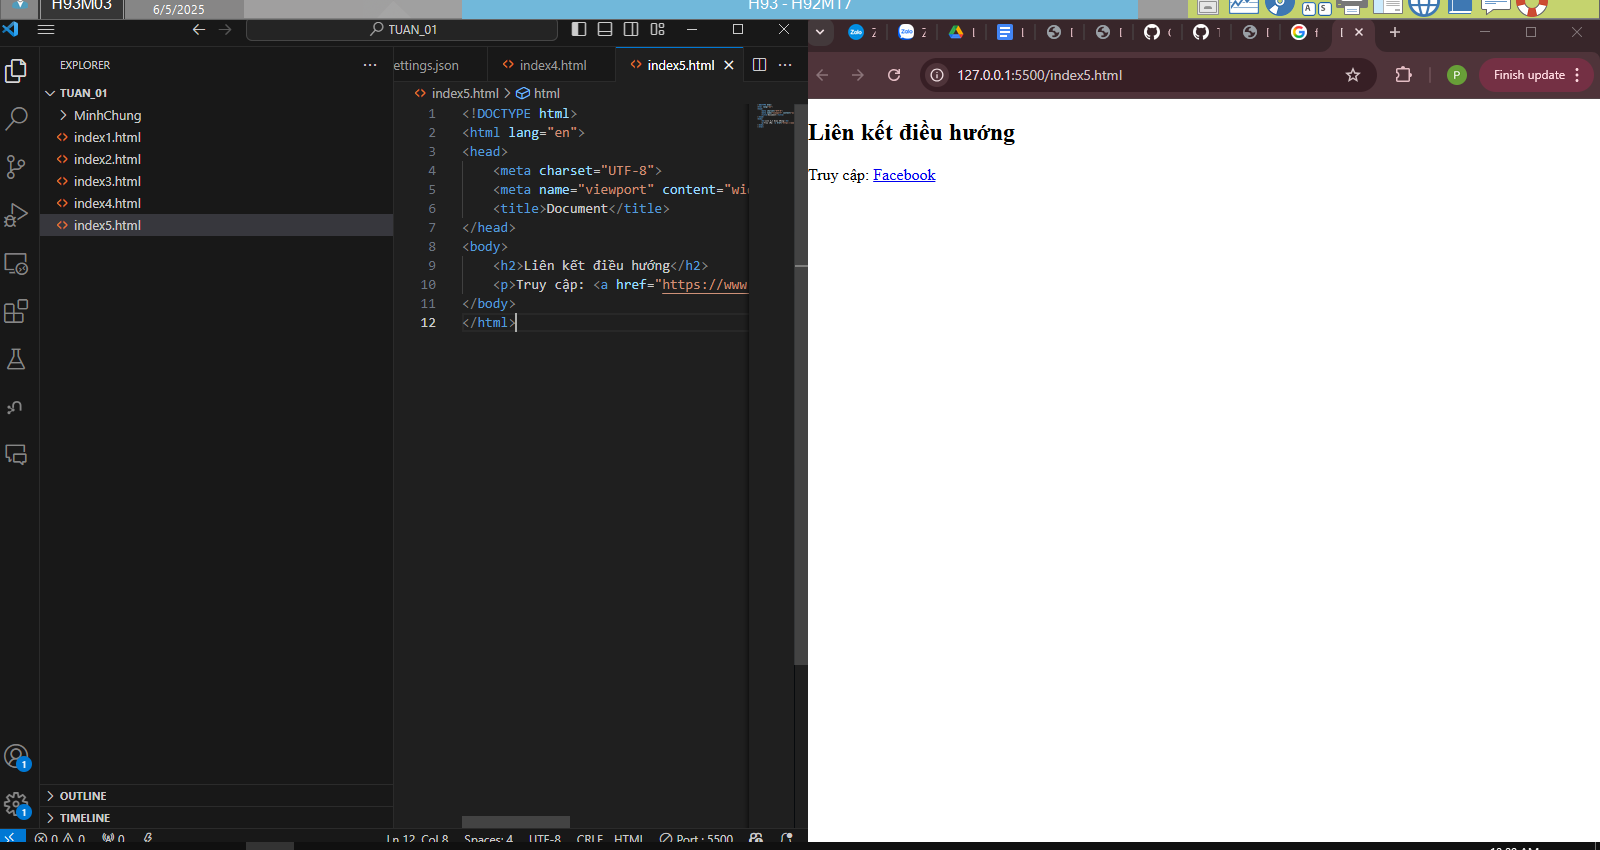 H93M03
6/5/2025
H93 - H92M17
TUAN_01
EXPLORER
TUAN_01
MinhChung
index1.html
index2.html
index3.html
index4.html
index5.html
OUTLINE
TIMELINE
ettings.json
index4.html
index5.html
index5.html > html
1 <!DOCTYPE html>
2 <html lang="en">
3 <head>
4 <meta charset="UTF-8">
5 <meta name="viewport" content="wi
6 <title>Document</title>
7 </head>
8 <body>
9 <h2>Liên kết điều hướng</h2>
10 <p>Truy cập: <a href="https://www
11 </body>
12 </html>
0 0 0 Ln 12, Col 8 Spaces: 4 UTF-8 CRLF HTML Port : 5500
127.0.0.1:5500/index5.html
P
Finish update
Liên kết điều hướng
Truy cập: Facebook